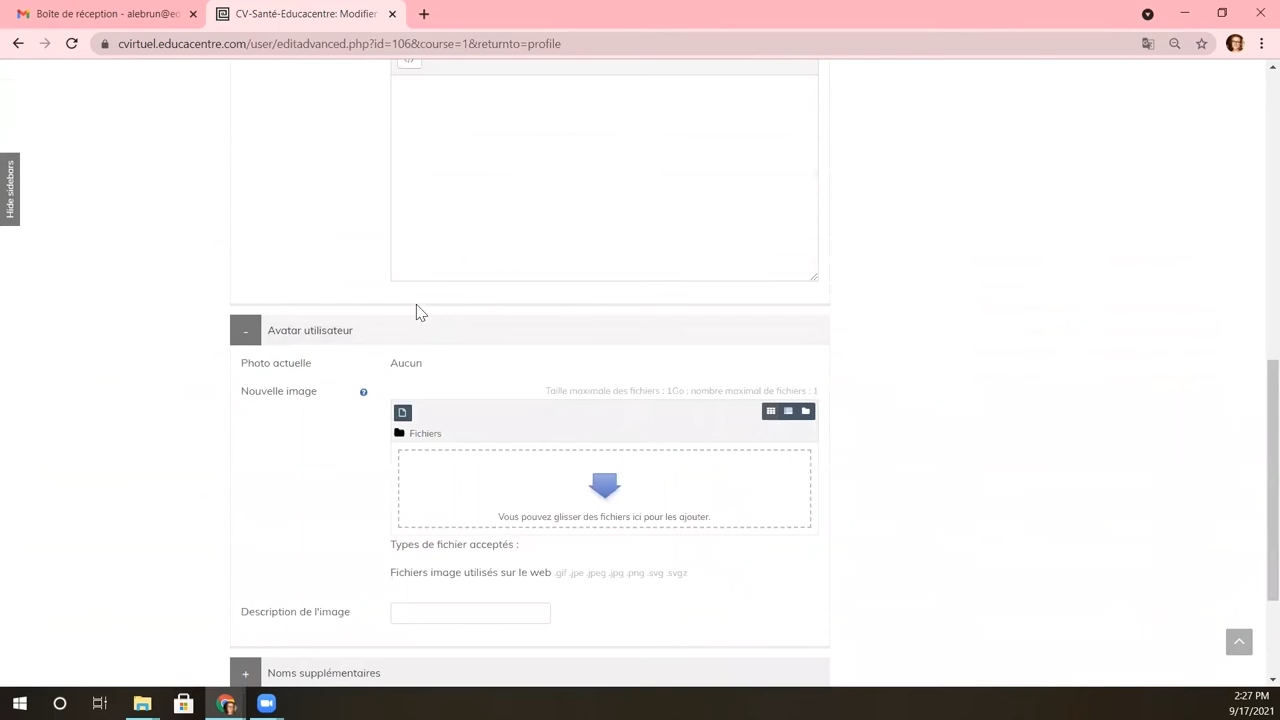 Boîte de réception - alebrun@ed
CV-Santé-Educacentre: Modifier
cvirtuel.educacentre.com/user/editadvanced.php?id=106&course=1&returnto=profile
Hide sidebars
</>
- Avatar utilisateur
Photo actuelle Aucun
Nouvelle image ? Taille maximale des fichiers : 1Go ; nombre maximal de fichiers : 1
Fichiers
Vous pouvez glisser des fichiers ici pour les ajouter.
Types de fichier acceptés :
Fichiers image utilisés sur le web .gif .jpe .jpeg .jpg .png .svg .svgz
Description de l'image
+ Noms supplémentaires
2:27 PM
9/17/2021